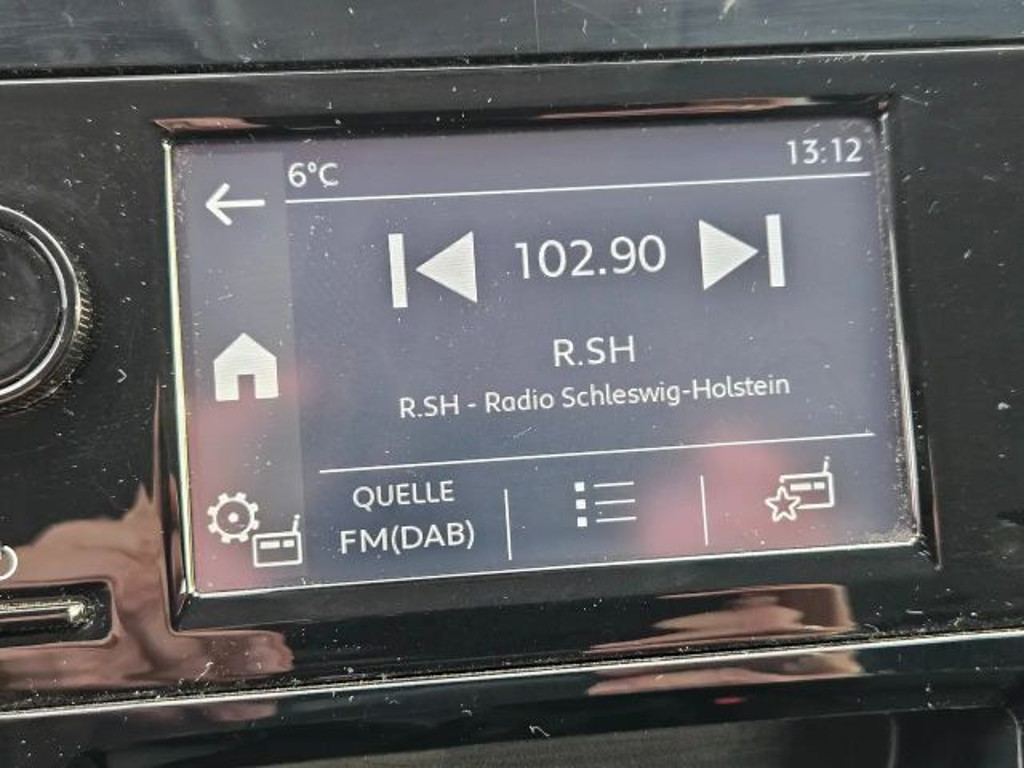 6°C 13:12
102.90
R.SH
R.SH - Radio Schleswig-Holstein
QUELLE
FM(DAB)